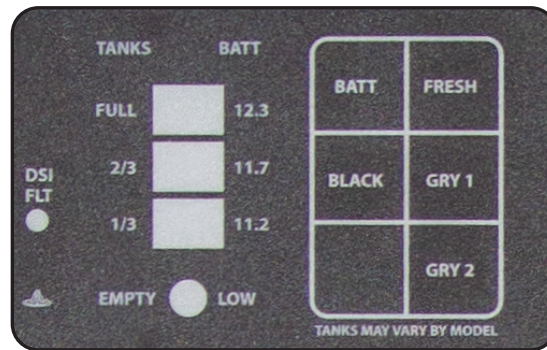 TANKS BATT
FULL 12.3
2/3 11.7
1/3 11.2
EMPTY LOW
DSI
FLT
BATT FRESH
BLACK GRY 1
GRY 2
TANKS MAY VARY BY MODEL